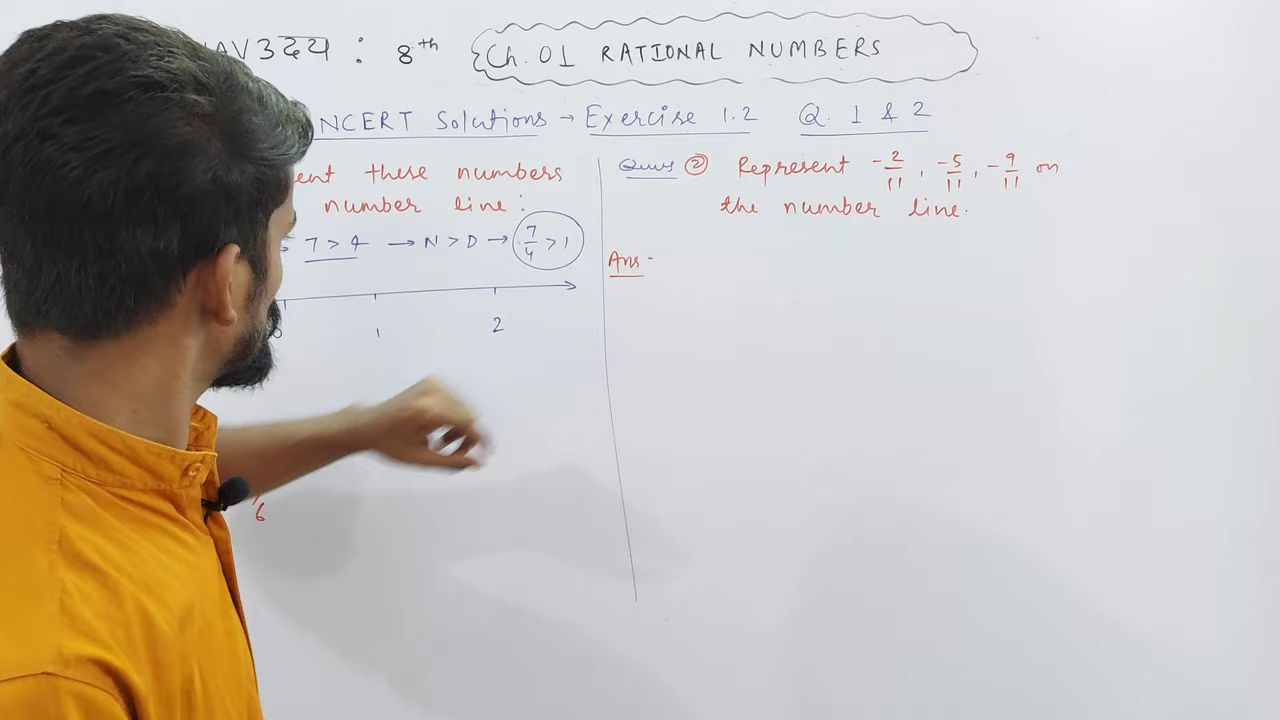 8th Ch. 01 RATIONAL NUMBERS
NCERT Solutions → Exercise 1.2 Q. 1 & 2
these numbers
number line:
→ 7 > 4 → N > D → 7/4 > 1
0 1 2
6
Ques ② Represent -2/11, -5/11, -9/11 on
the number line.
Ans -